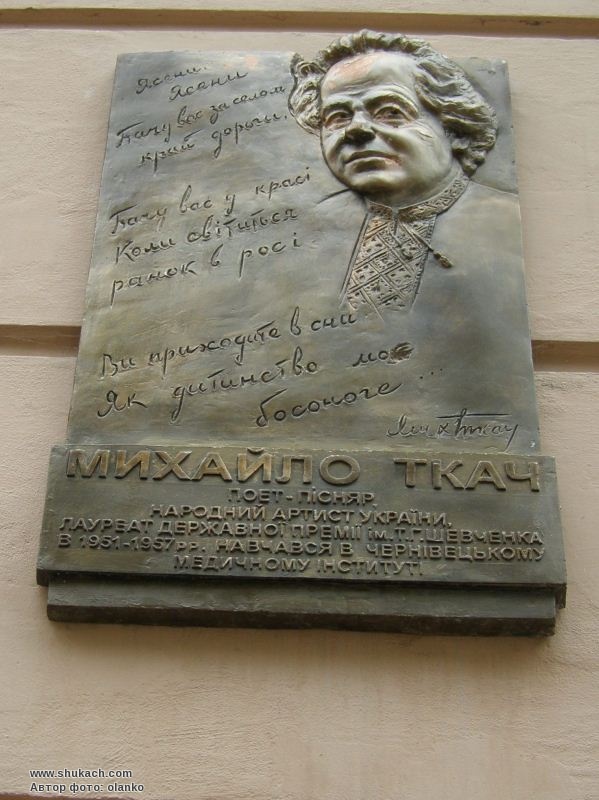 Ясени,
Ясени
Бачу вас за селом
край дороги.
Бачу вас у красі
Коли світиться
ранок в росі
Ви приходите в сни
Як дитинство моє
босоноге...
МИХАЙЛО ТКАЧ
ПОЕТ-ПІСНЯР
НАРОДНИЙ АРТИСТ УКРАЇНИ,
ЛАУРЕАТ ДЕРЖАВНОЇ ПРЕМІЇ ІМ. Т.Г.ШЕВЧЕНКА
В 1951-1957 РР. НАВЧАВСЯ В ЧЕРНІВЕЦЬКОМУ
МЕДИЧНОМУ ІНСТИТУТІ
www.shukach.com
Автор фото: olanko